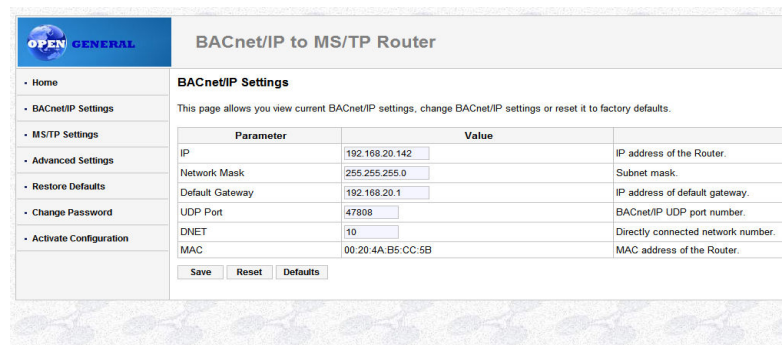 OPEN GENERAL
BACnet/IP to MS/TP Router
Home
BACnet/IP Settings
MS/TP Settings
Advanced Settings
Restore Defaults
Change Password
Activate Configuration
BACnet/IP Settings
This page allows you view current BACnet/IP settings, change BACnet/IP settings or reset it to factory defaults.
Parameter Value
IP 192.168.20.142 IP address of the Router.
Network Mask 255.255.255.0 Subnet mask.
Default Gateway 192.168.20.1 IP address of default gateway.
UDP Port 47808 BACnet/IP UDP port number.
DNET 10 Directly connected network number.
MAC 00:20:4A:B5:CC:5B MAC address of the Router.
Save Reset Defaults